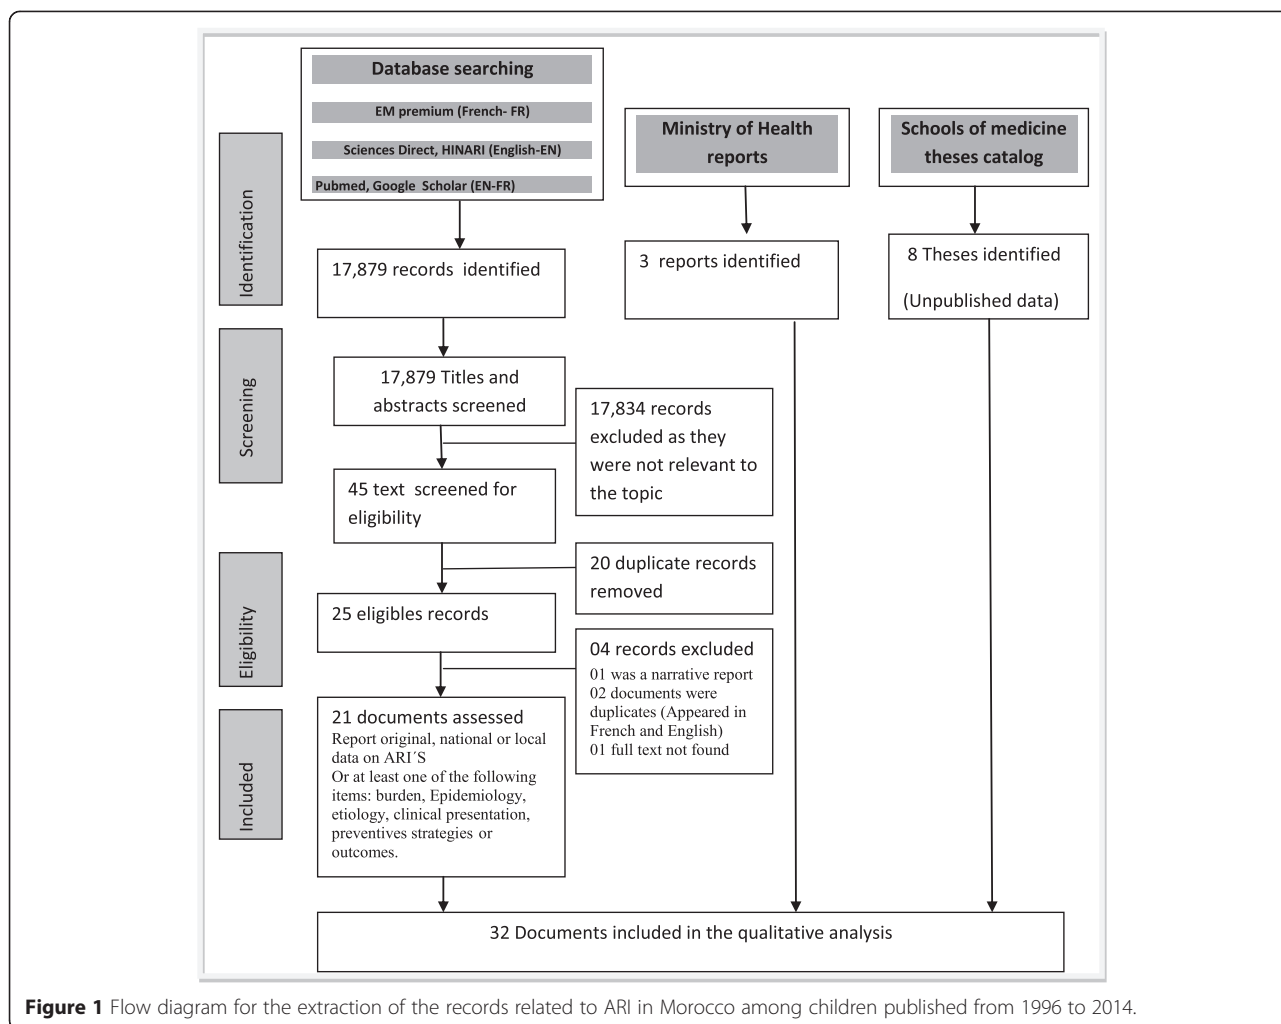 Database searching
EM premium (French- FR)
Sciences Direct, HINARI (English-EN)
Pubmed, Google Scholar (EN-FR)
Ministry of Health
reports
Schools of medicine
theses catalog
Identification
17,879 records identified
3 reports identified
8 Theses identified
(Unpublished data)
Screening
17,879 Titles and
abstracts screened
17,834 records
excluded as they
were not relevant to
the topic
45 text screened for
eligibility
20 duplicate records
removed
Eligibility
25 eligibles records
04 records excluded
01 was a narrative report
02 documents were
duplicates (Appeared in
French and English)
01 full text not found
Included
21 documents assessed
Report original, national or local
data on ARI´S
Or at least one of the following
items: burden, Epidemiology,
etiology, clinical presentation,
preventives strategies or
outcomes.
32 Documents included in the qualitative analysis
Figure 1 Flow diagram for the extraction of the records related to ARI in Morocco among children published from 1996 to 2014.